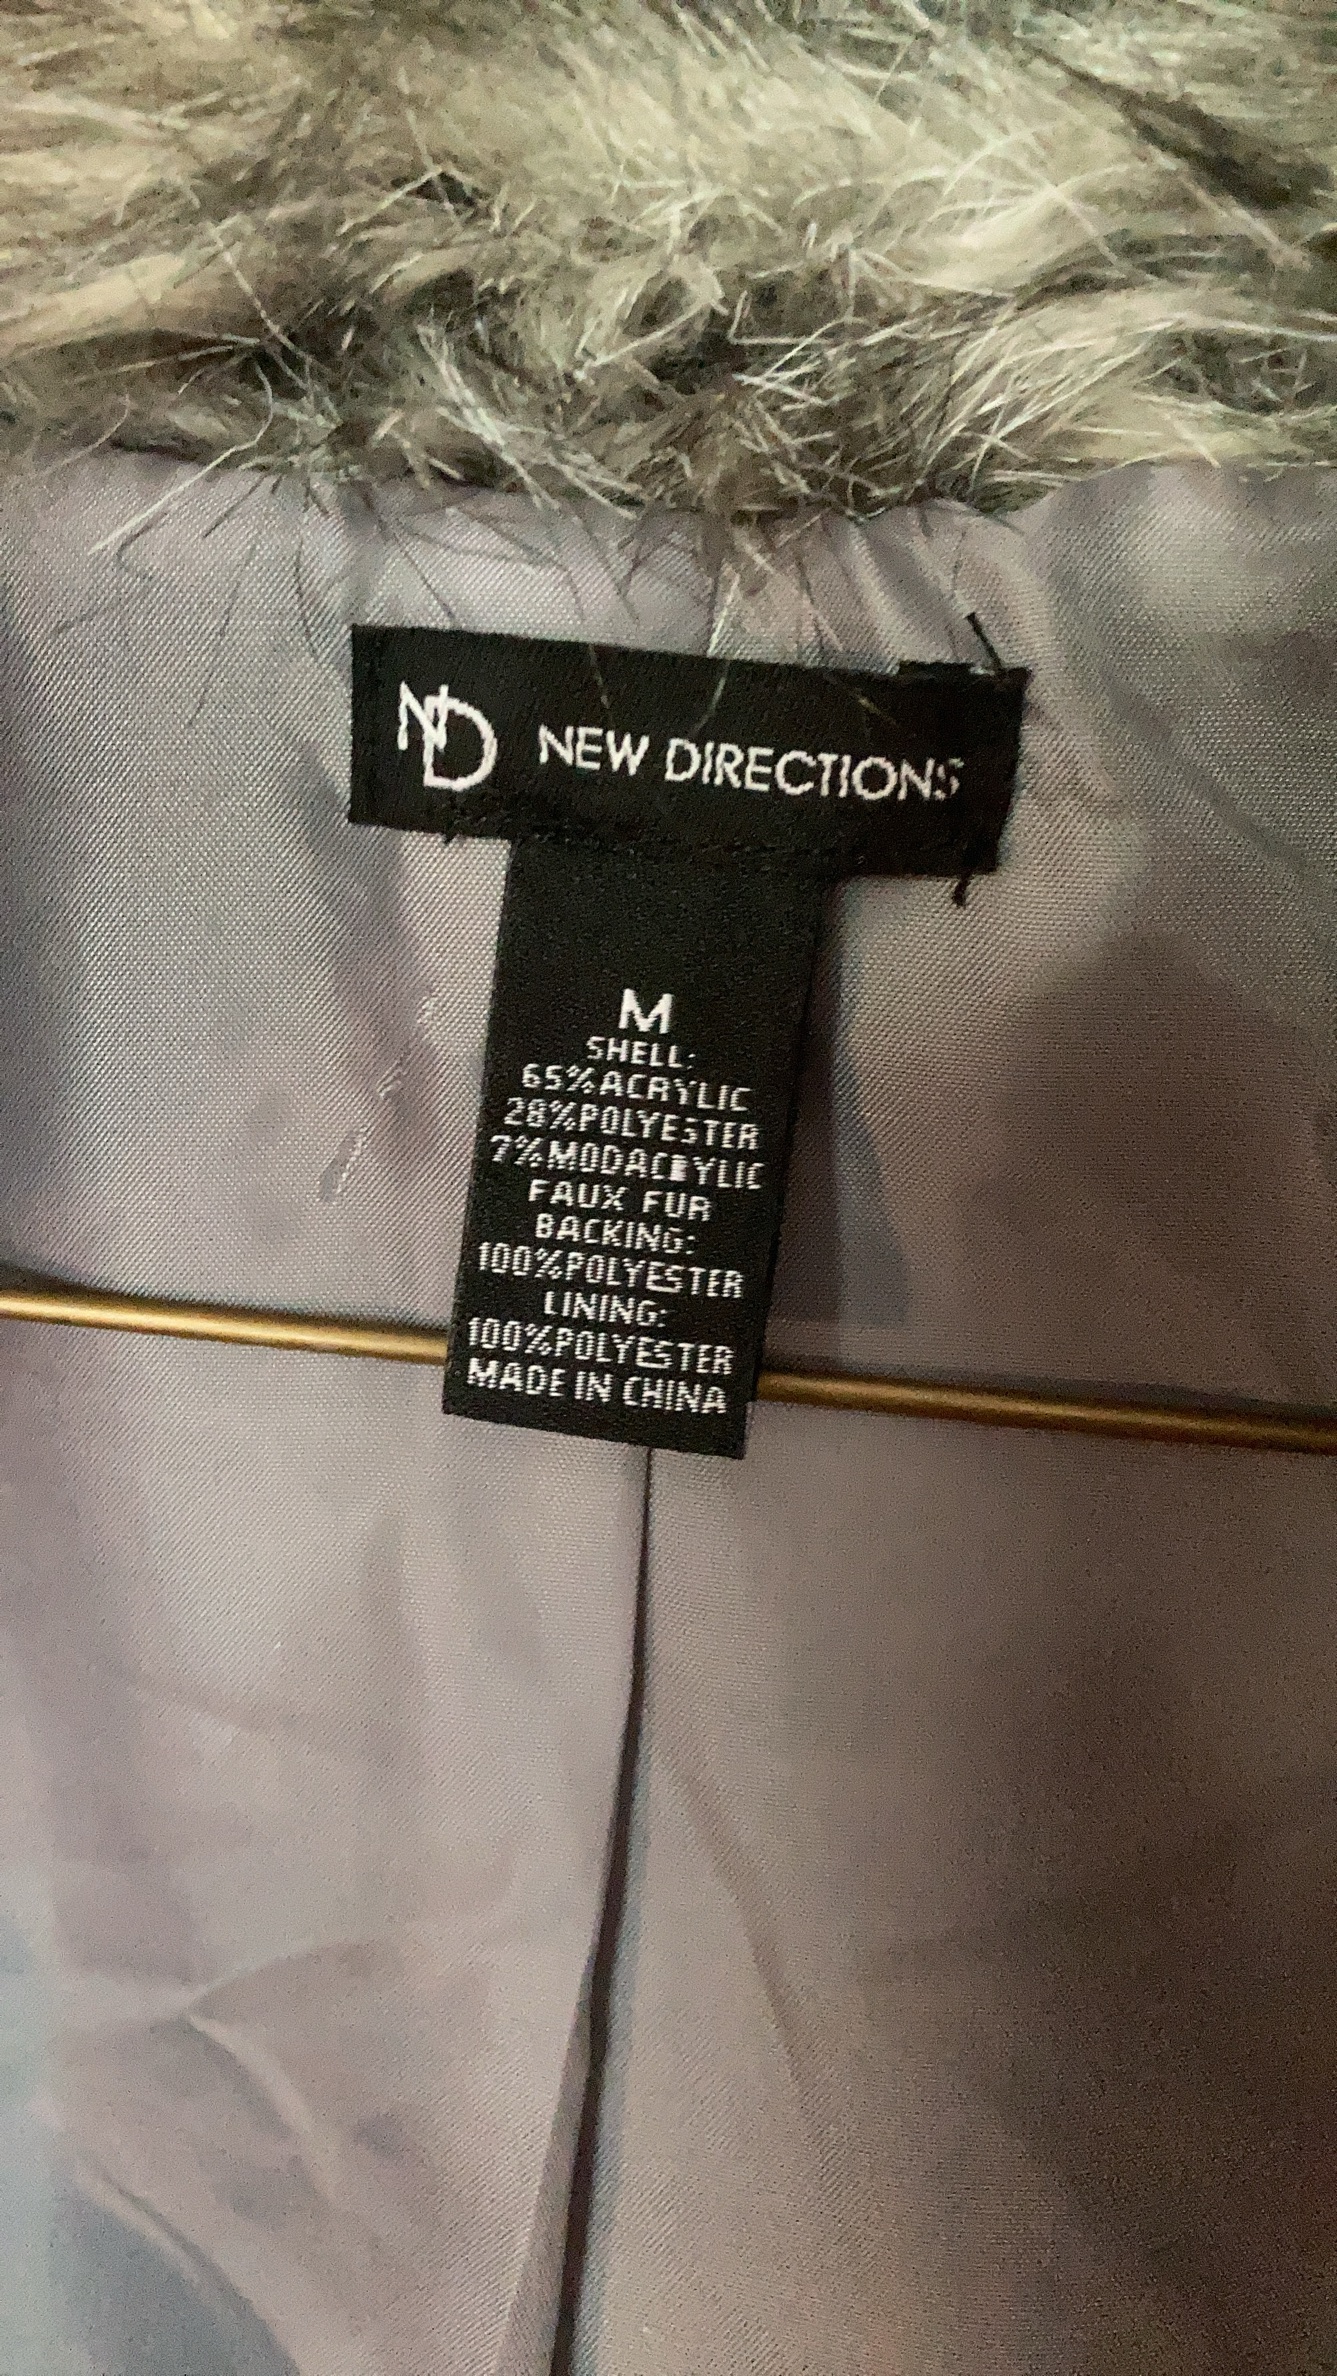 ND NEW DIRECTIONS
M
SHELL:
65%ACRYLIC
28%POLYESTER
7%MODACRYLIC
FAUX FUR
BACKING:
100%POLYESTER
LINING:
100%POLYESTER
MADE IN CHINA